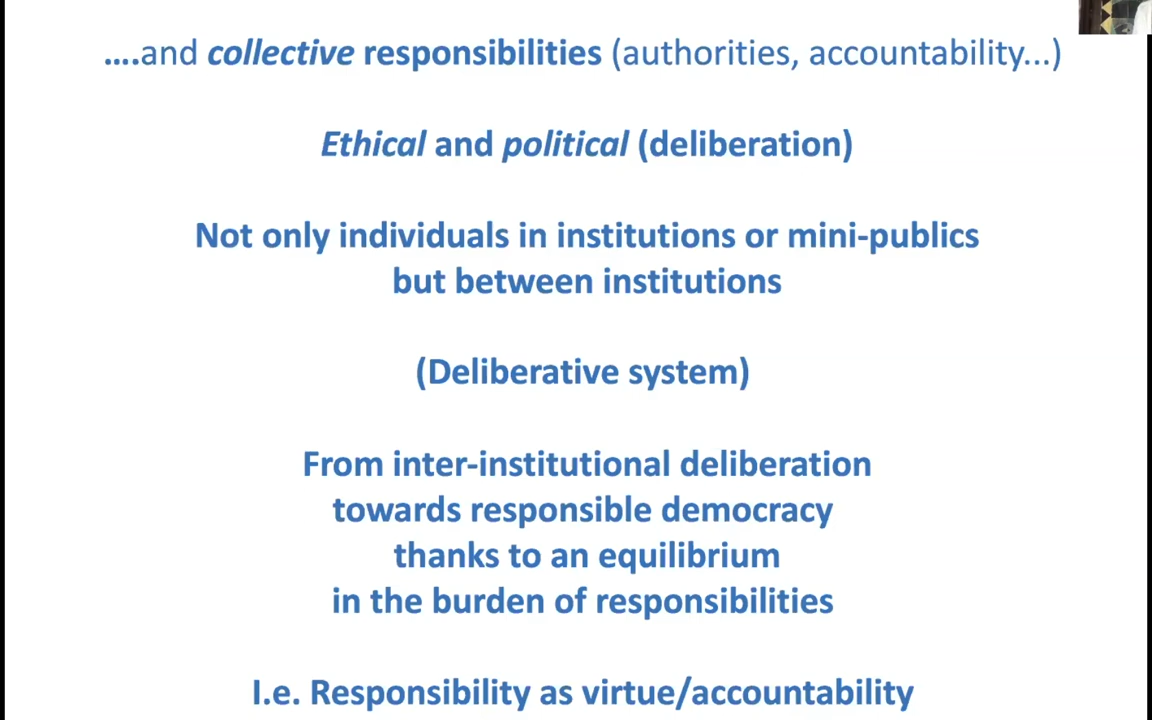 ....and collective responsibilities (authorities, accountability...)
Ethical and political (deliberation)
Not only individuals in institutions or mini-publics
but between institutions
(Deliberative system)
From inter-institutional deliberation
towards responsible democracy
thanks to an equilibrium
in the burden of responsibilities
I.e. Responsibility as virtue/accountability